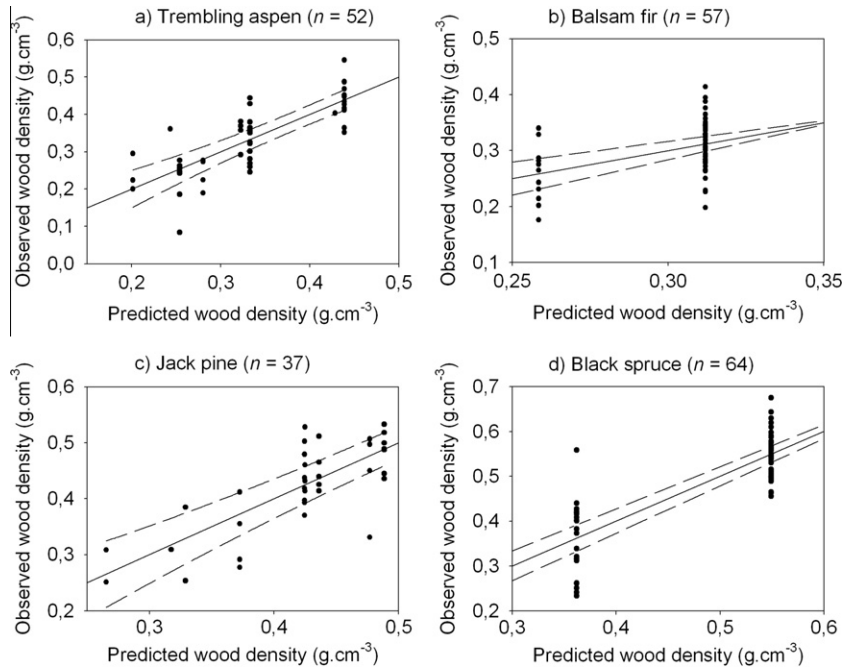 a) Trembling aspen (n = 52)
Observed wood density (g.cm⁻³)
0,6
0,5
0,4
0,3
0,2
0,1
0,0
0,2 0,3 0,4 0,5
Predicted wood density (g.cm⁻³)
b) Balsam fir (n = 57)
Observed wood density (g.cm⁻³)
0,5
0,4
0,3
0,2
0,1
0,25 0,30 0,35
Predicted wood density (g.cm⁻³)
c) Jack pine (n = 37)
Observed wood density (g.cm⁻³)
0,6
0,5
0,4
0,3
0,2
0,3 0,4 0,5
Predicted wood density (g.cm⁻³)
d) Black spruce (n = 64)
Observed wood density (g.cm⁻³)
0,7
0,6
0,5
0,4
0,3
0,2
0,3 0,4 0,5 0,6
Predicted wood density (g.cm⁻³)